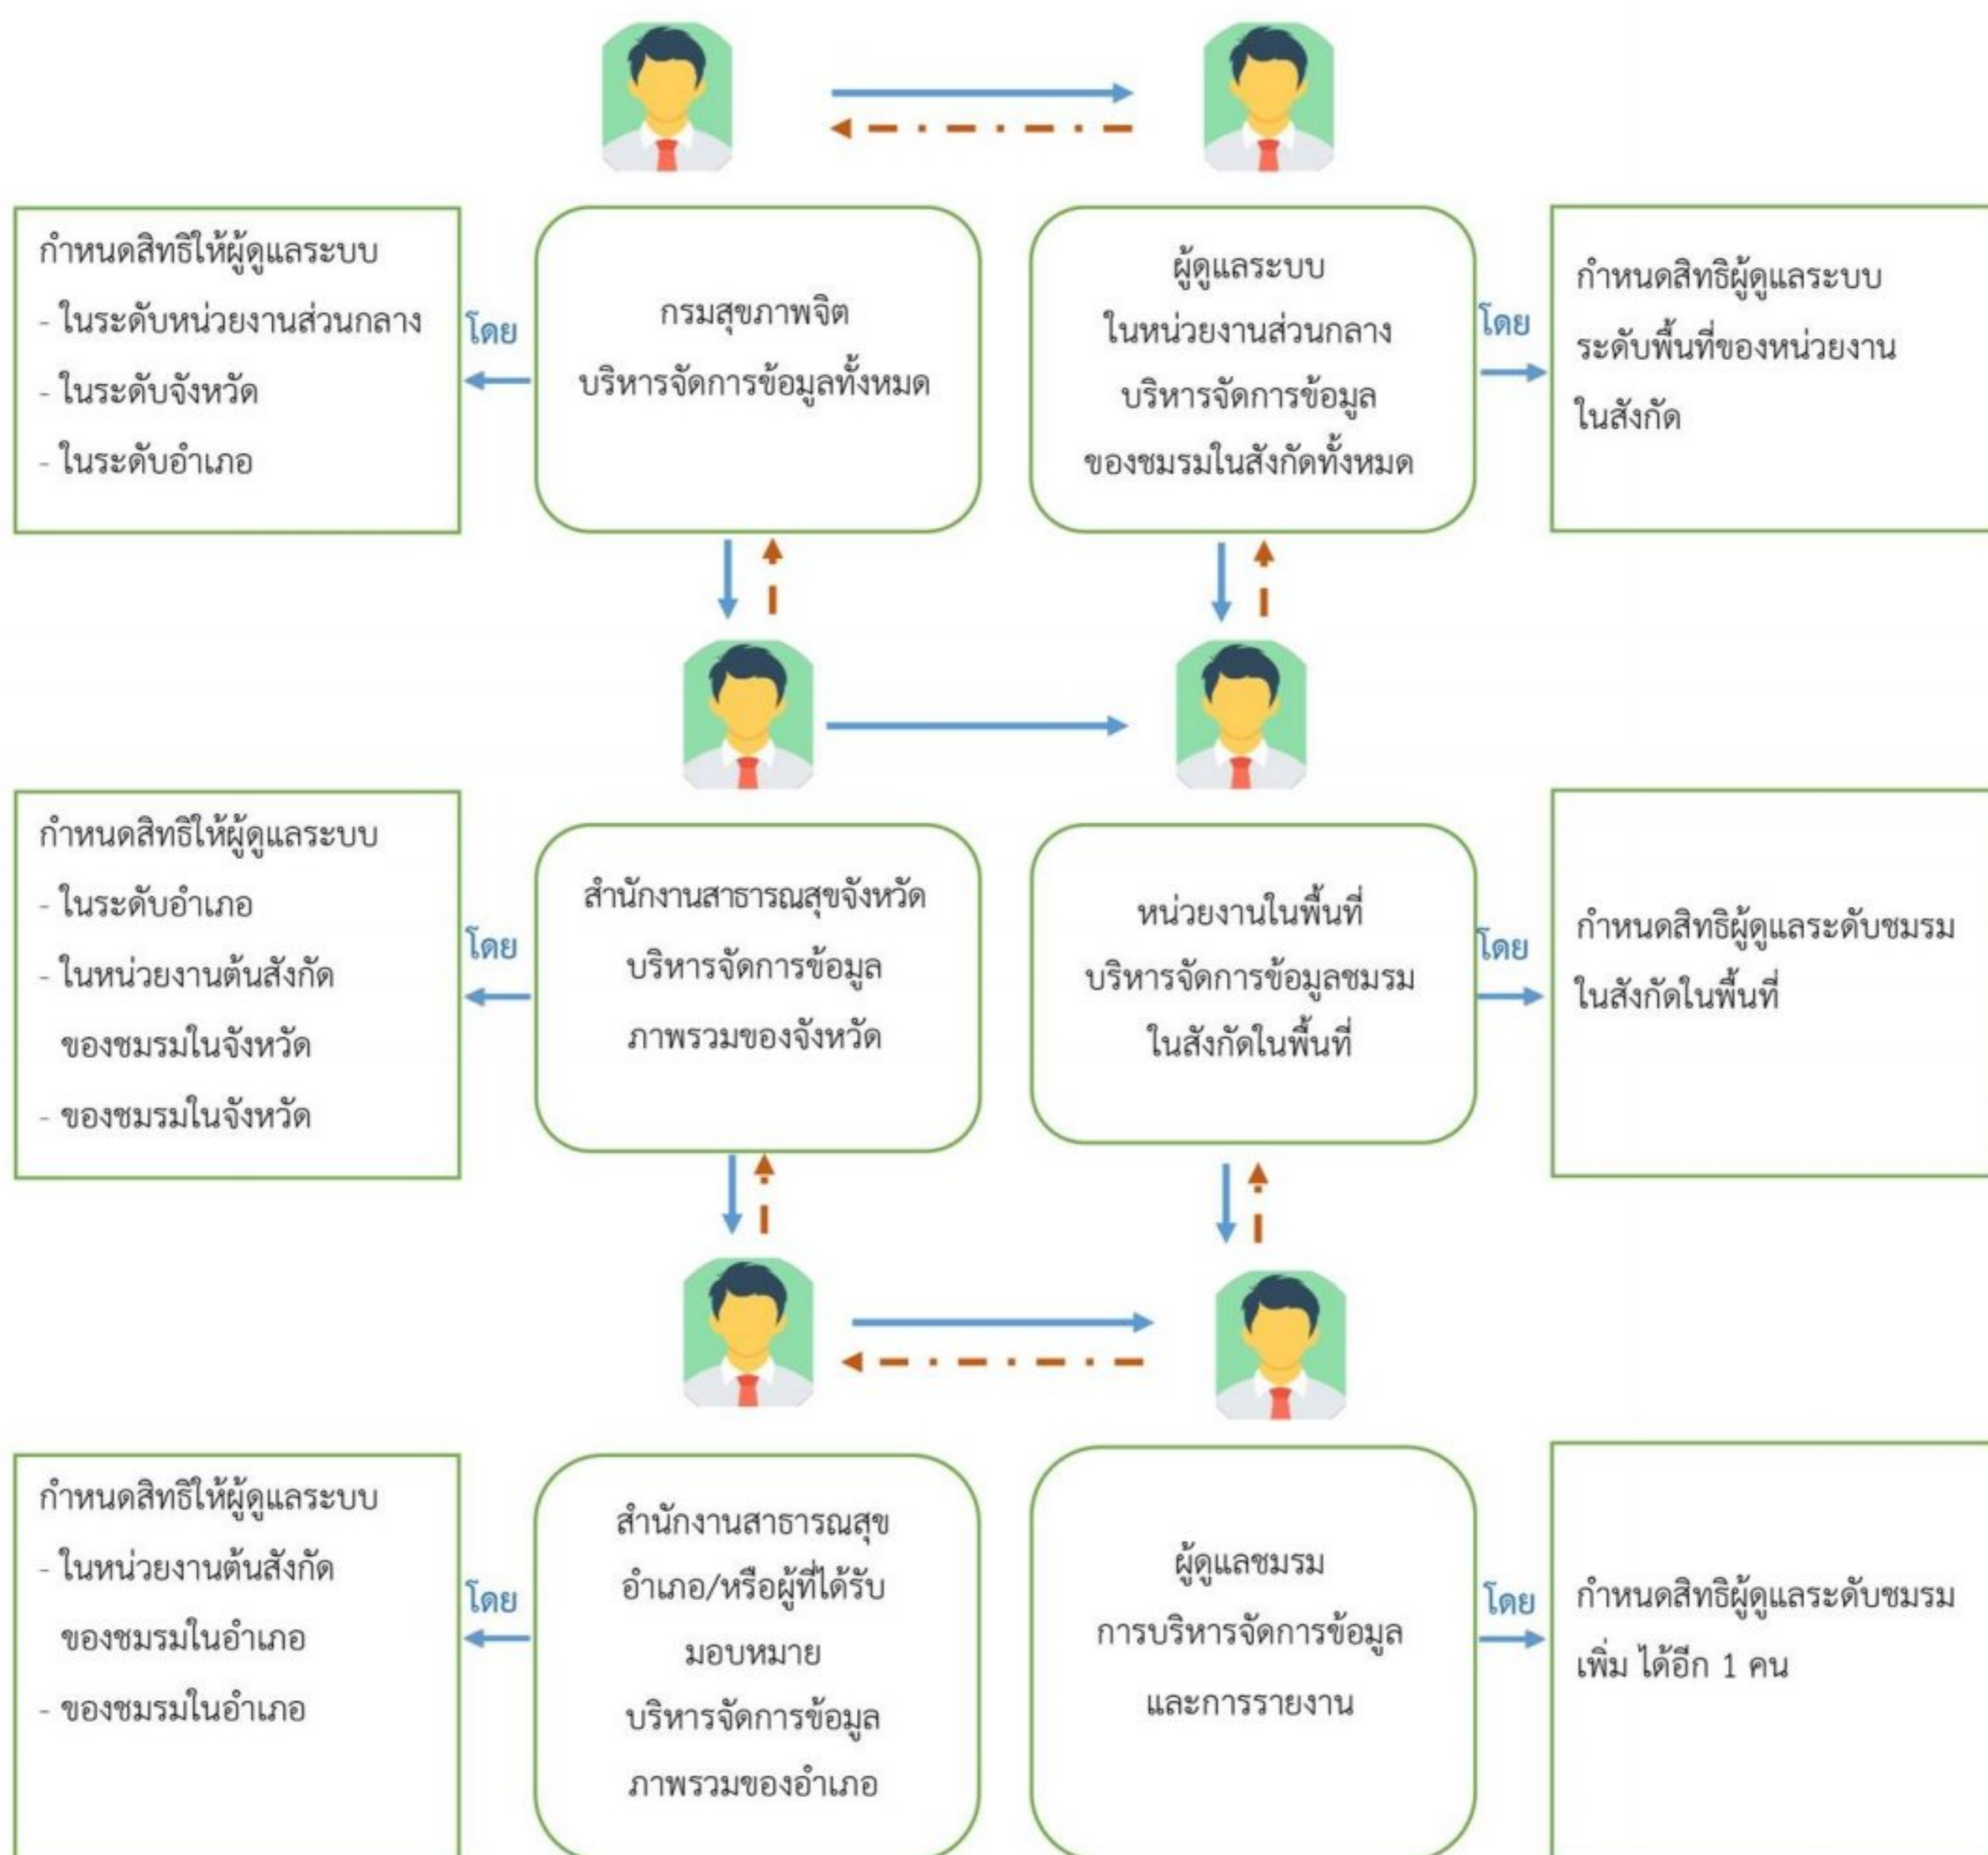 กำหนดสิทธิให้ผู้ดูแลระบบ
- ในระดับหน่วยงานส่วนกลาง
- ในระดับจังหวัด
- ในระดับอำเภอ
โดย
กรมสุขภาพจิต
บริหารจัดการข้อมูลทั้งหมด
ผู้ดูแลระบบ
ในหน่วยงานส่วนกลาง
บริหารจัดการข้อมูล
ของชมรมในสังกัดทั้งหมด
โดย
กำหนดสิทธิผู้ดูแลระบบ
ระดับพื้นที่ของหน่วยงาน
ในสังกัด
กำหนดสิทธิให้ผู้ดูแลระบบ
- ในระดับอำเภอ
- ในหน่วยงานต้นสังกัด
ของชมรมในจังหวัด
- ของชมรมในจังหวัด
โดย
สำนักงานสาธารณสุขจังหวัด
บริหารจัดการข้อมูล
ภาพรวมของจังหวัด
หน่วยงานในพื้นที่
บริหารจัดการข้อมูลชมรม
ในสังกัดในพื้นที่
โดย
กำหนดสิทธิผู้ดูแลระดับชมรม
ในสังกัดในพื้นที่
กำหนดสิทธิให้ผู้ดูแลระบบ
- ในหน่วยงานต้นสังกัด
ของชมรมในอำเภอ
- ของชมรมในอำเภอ
โดย
สำนักงานสาธารณสุข
อำเภอ/หรือผู้ที่ได้รับ
มอบหมาย
บริหารจัดการข้อมูล
ภาพรวมของอำเภอ
ผู้ดูแลชมรม
การบริหารจัดการข้อมูล
และการรายงาน
โดย
กำหนดสิทธิผู้ดูแลระดับชมรม
เพิ่ม ได้อีก 1 คน